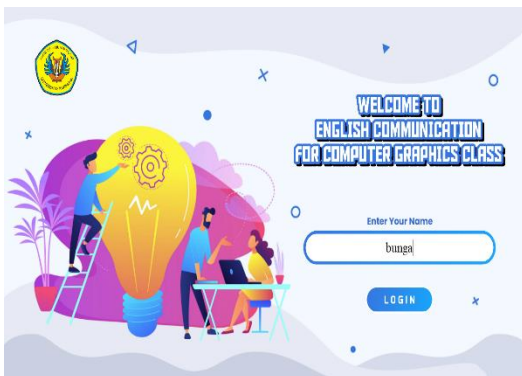 WELCOME TO
ENGLISH COMMUNICATION
FOR COMPUTER GRAPHICS CLASS
Enter Your Name
bunga
LOGIN